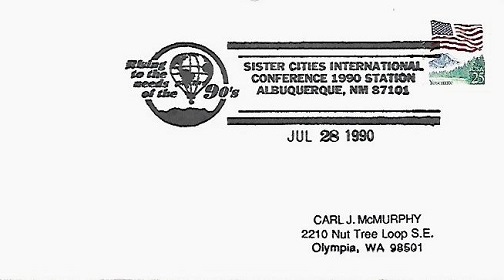 Rising
to the
needs
of the
90's
SISTER CITIES INTERNATIONAL
CONFERENCE 1990 STATION
ALBUQUERQUE, NM 87101
JUL 28 1990
25
Yosemite
CARL J. McMURPHY
2210 Nut Tree Loop S.E.
Olympia, WA 98501